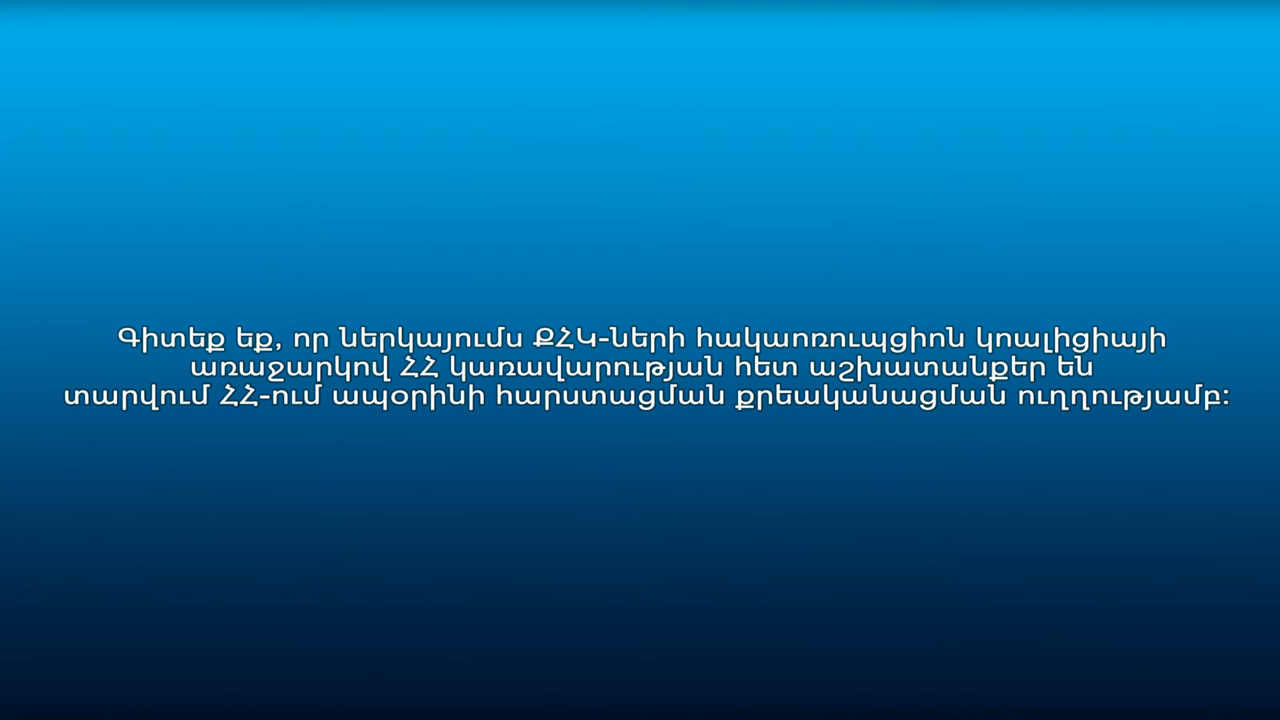 Գիտեք եք, որ ներկայումս ՔՀԿ-ների հակաոռուպցիոն կոալիցիայի
առաջարկով ՀՀ կառավարության հետ աշխատանքեր են
տարվում ՀՀ-ում ապօրինի հարստացման քրեականացման ուղղությամբ: